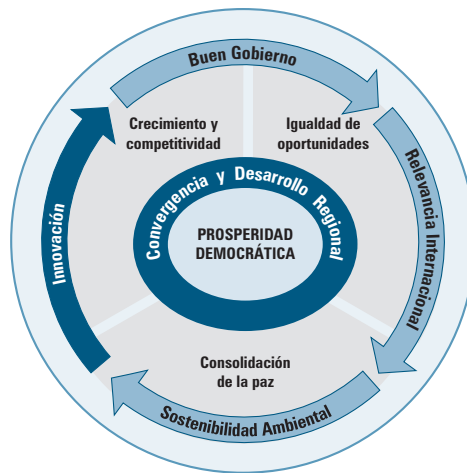 Buen Gobierno
Crecimiento y
competitividad
Igualdad de
oportunidades
Relevancia Internacional
Innovación
Convergencia y Desarrollo Regional
PROSPERIDAD
DEMOCRÁTICA
Consolidación
de la paz
Sostenibilidad Ambiental